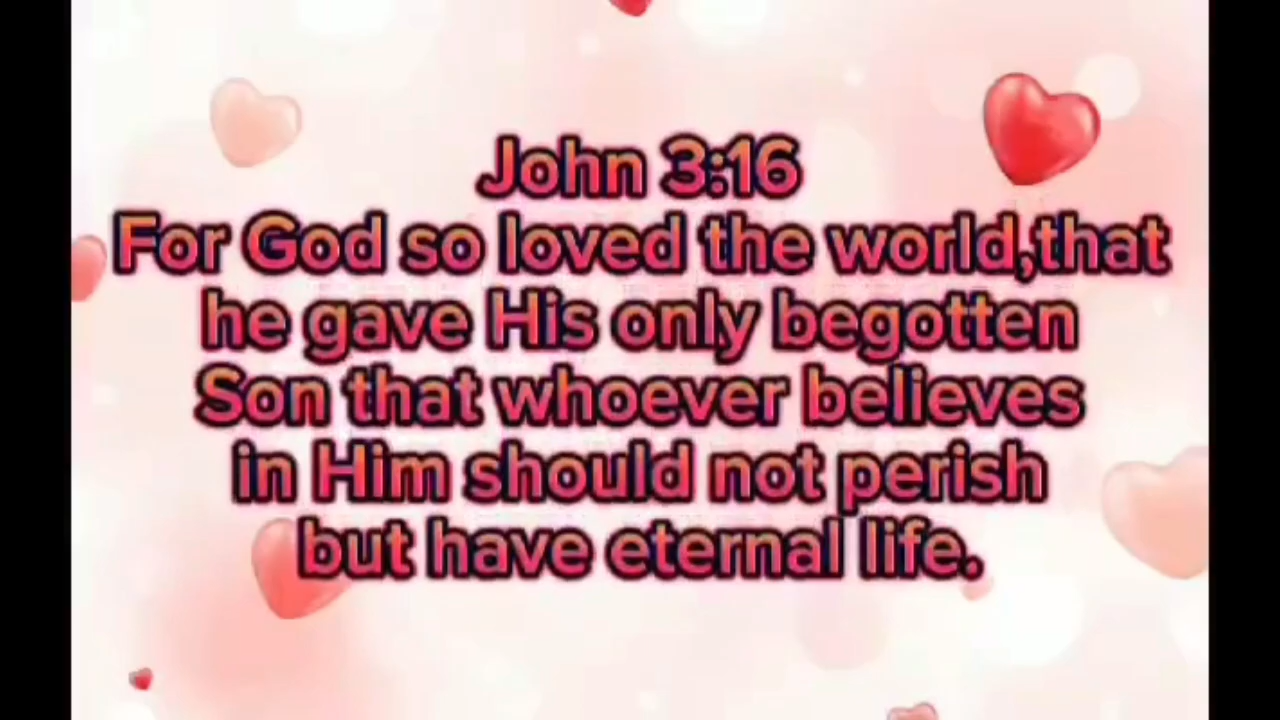 John 3:16
For God so loved the world,that
he gave His only begotten
Son that whoever believes
in Him should not perish
but have eternal life.